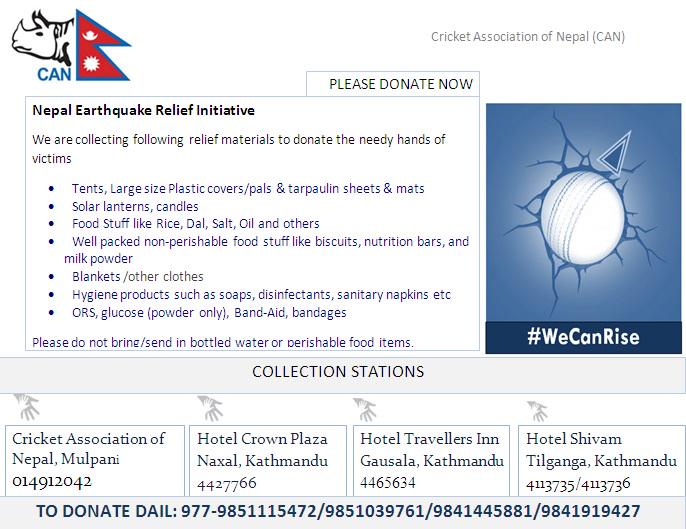 CAN
Cricket Association of Nepal (CAN)
PLEASE DONATE NOW
Nepal Earthquake Relief Initiative
We are collecting following relief materials to donate the needy hands of
victims
• Tents, Large size Plastic covers/pals & tarpaulin sheets & mats
• Solar lanterns, candles
• Food Stuff like Rice, Dal, Salt, Oil and others
• Well packed non-perishable food stuff like biscuits, nutrition bars, and
milk powder
• Blankets /other clothes
• Hygiene products such as soaps, disinfectants, sanitary napkins etc
• ORS, glucose (powder only), Band-Aid, bandages
Please do not bring/send in bottled water or perishable food items.
#WeCanRise
COLLECTION STATIONS
Cricket Association of
Nepal, Mulpani
014912042
Hotel Crown Plaza
Naxal, Kathmandu
4427766
Hotel Travellers Inn
Gausala, Kathmandu
4465634
Hotel Shivam
Tilganga, Kathmandu
4113735/4113736
TO DONATE DAIL: 977-9851115472/9851039761/9841445881/9841919427